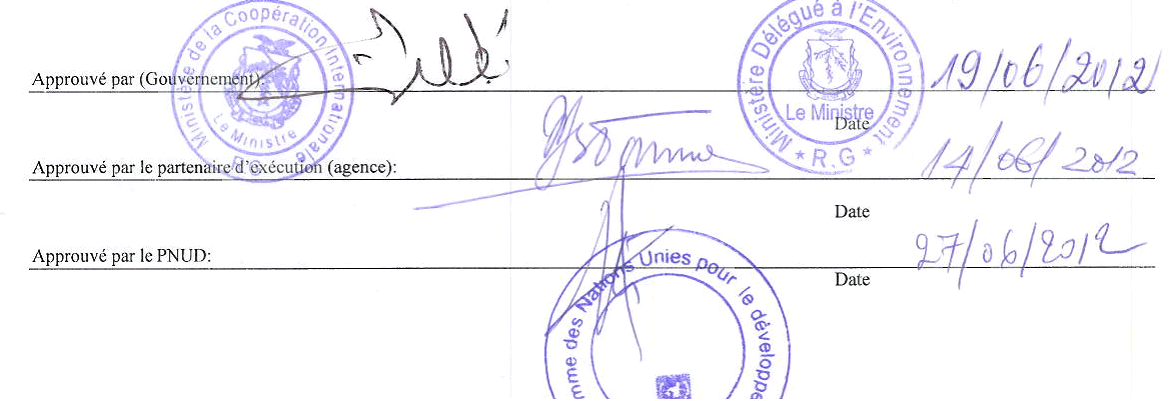 Ministère de la Coopération Internationale
Le Ministre
R.G
Ministère Délégué à l'Environnement
Le Ministre
* R.G *
Approuvé par (Gouvernement):
19/06/2012
Date
Approuvé par le partenaire d'exécution (agence):
14/06/2012
Date
Approuvé par le PNUD:
27/06/2012
Date
mme des Nations Unies pour le développe